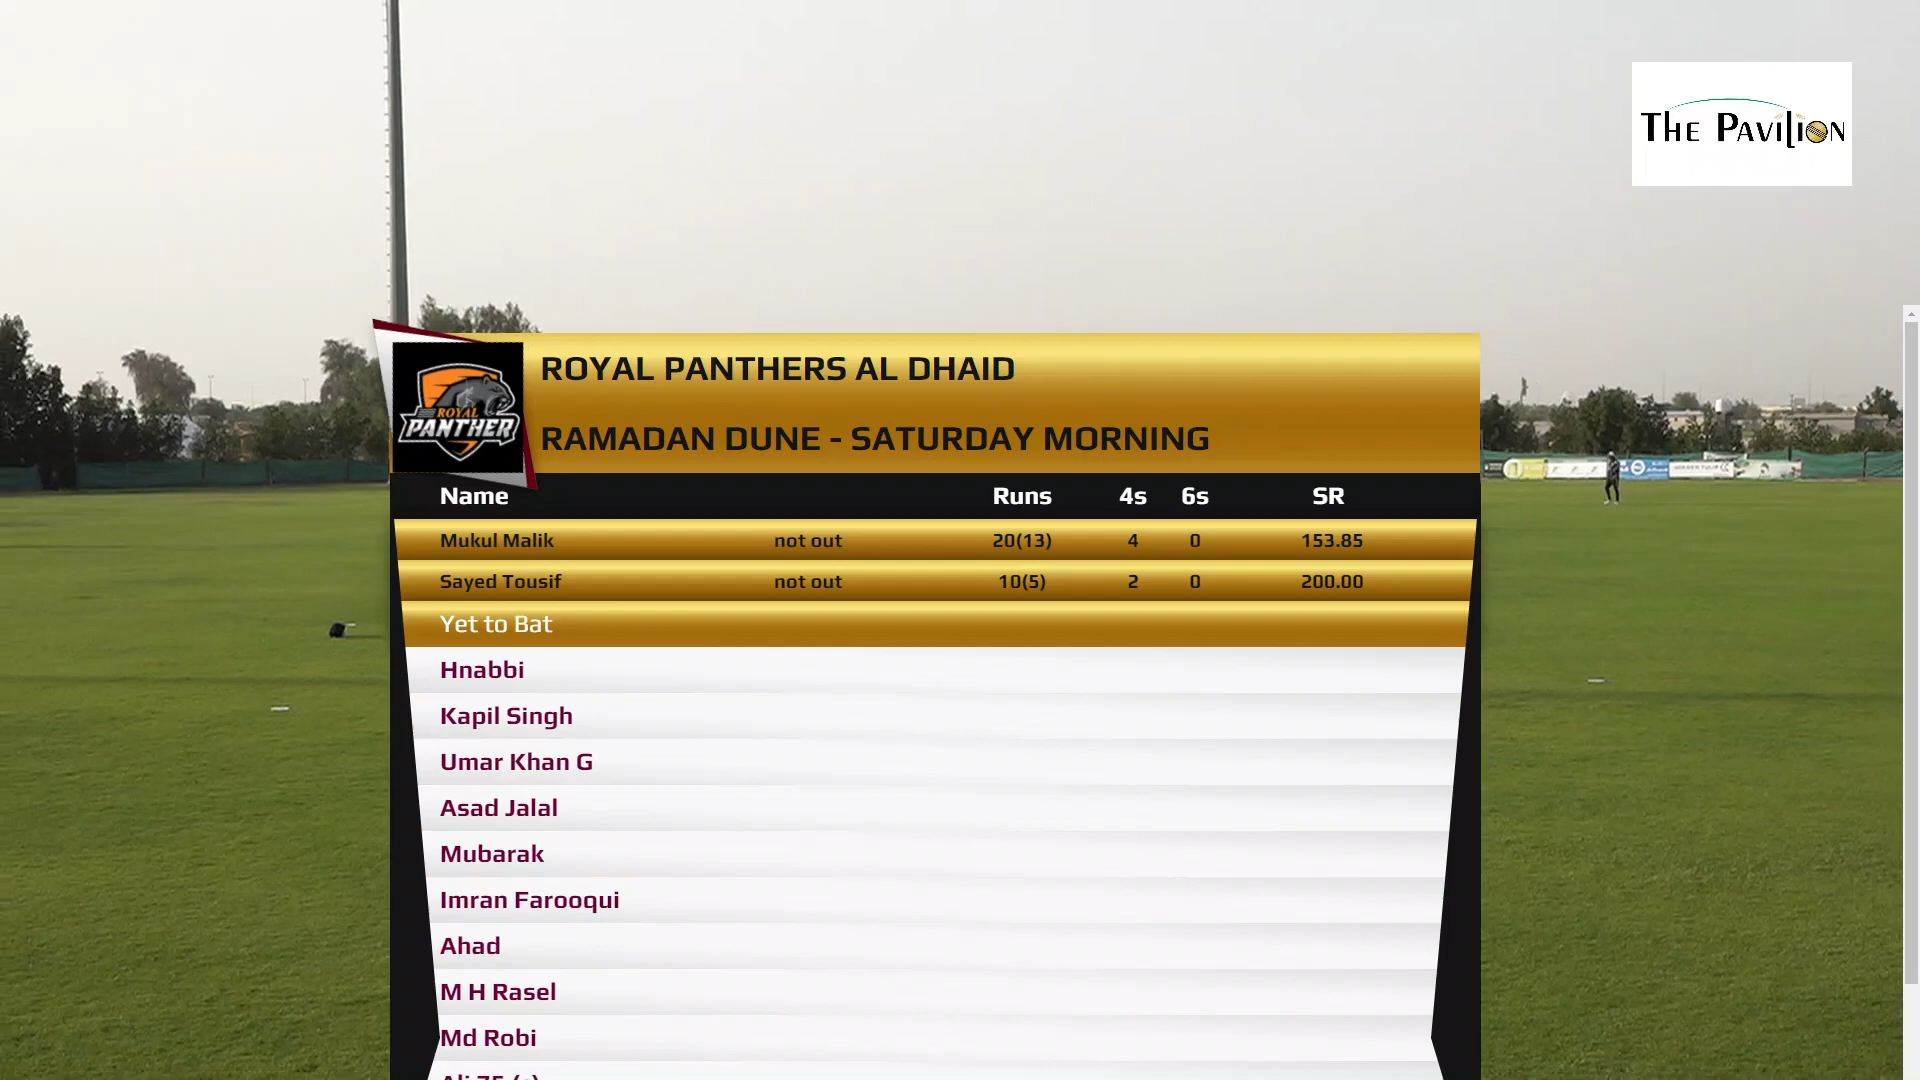 THE PAVILION
ROYAL PANTHERS AL DHAID
ROYAL
PANTHER
RAMADAN DUNE - SATURDAY MORNING
Name Runs 4s 6s SR
Mukul Malik not out 20(13) 4 0 153.85
Sayed Tousif not out 10(5) 2 0 200.00
Yet to Bat
Hnabbi
Kapil Singh
Umar Khan G
Asad Jalal
Mubarak
Imran Farooqui
Ahad
M H Rasel
Md Robi